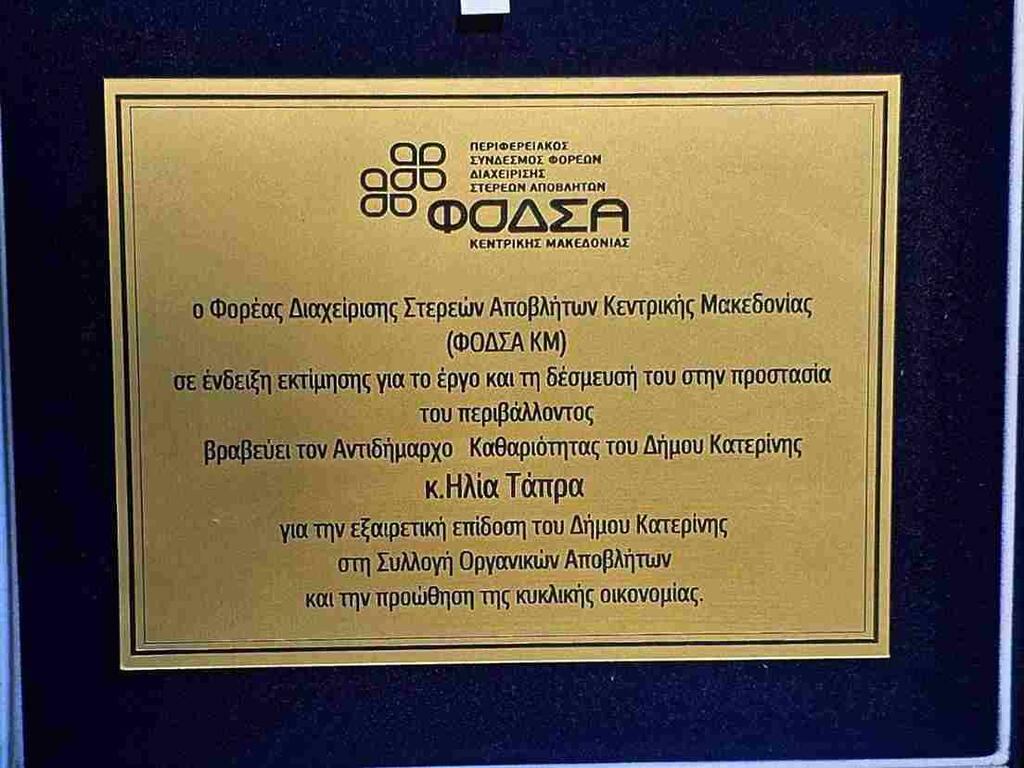 ΠΕΡΙΦΕΡΕΙΑΚΟΣ
ΣΥΝΔΕΣΜΟΣ ΦΟΡΕΩΝ
ΔΙΑΧΕΙΡΙΣΗΣ
ΣΤΕΡΕΩΝ ΑΠΟΒΛΗΤΩΝ
ΦΟΔΣΑ
ΚΕΝΤΡΙΚΗΣ ΜΑΚΕΔΟΝΙΑΣ
ο Φορέας Διαχείρισης Στερεών Αποβλήτων Κεντρικής Μακεδονίας
(ΦΟΔΣΑ ΚΜ)
σε ένδειξη εκτίμησης για το έργο και τη δέσμευσή του στην προστασία
του περιβάλλοντος
βραβεύει τον Αντιδήμαρχο Καθαριότητας του Δήμου Κατερίνης
κ.Ηλία Τάπρα
για την εξαιρετική επίδοση του Δήμου Κατερίνης
στη Συλλογή Οργανικών Αποβλήτων
και την προώθηση της κυκλικής οικονομίας.